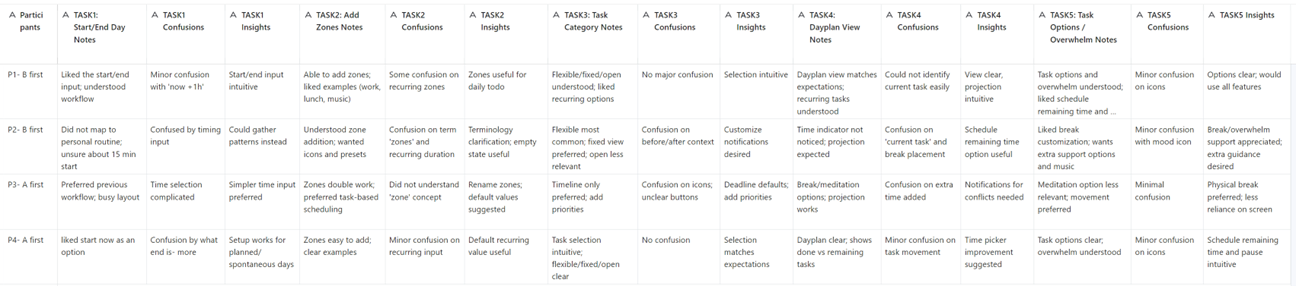 Partici
pants
TASK1:
Start/End Day
Notes
TASK1
Confusions
TASK1
Insights
TASK2: Add
Zones Notes
TASK2
Confusions
TASK2
Insights
TASK3: Task
Category Notes
TASK3
Confusions
TASK3
Insights
TASK4:
Dayplan View
Notes
TASK4
Confusions
TASK4
Insights
TASK5: Task
Options /
Overwhelm Notes
TASK5
Confusions
TASK5 Insights
P1- B first
Liked the start/end
input; understood
workflow
Minor confusion
with 'now +1h'
Start/end input
intuitive
Able to add zones;
liked examples (work,
lunch, music)
Some confusion on
recurring zones
Zones useful for
daily todo
Flexible/fixed/open
understood; liked
recurring options
No major confusion
Selection intuitive
Dayplan view matches
expectations;
recurring tasks
understood
Could not identify
current task easily
View clear,
projection
intuitive
Task options and
overwhelm understood;
liked schedule
remaining time and ...
Minor confusion
on icons
Options clear; would
use all features
P2- B first
Did not map to
personal routine;
unsure about 15 min
start
Confused by timing
input
Could gather
patterns instead
Understood zone
addition; wanted
icons and presets
Confusion on term
'zones' and
recurring duration
Terminology
clarification; empty
state useful
Flexible most
common; fixed view
preferred; open less
relevant
Confusion on
before/after context
Customize
notifications
desired
Time indicator not
noticed; projection
expected
Confusion on
'current task' and
break placement
Schedule
remaining time
option useful
Liked break
customization; wants
extra support options
and music
Minor confusion
with mood icon
Break/overwhelm
support appreciated;
extra guidance
desired
P3- A first
Preferred previous
workflow; busy layout
Time selection
complicated
Simpler time input
preferred
Zones double work;
preferred task-based
scheduling
Did not understand
'zone' concept
Rename zones;
default values
suggested
Timeline only
preferred; add
priorities
Confusion on icons;
unclear buttons
Deadline defaults;
add priorities
Break/meditation
options; projection
works
Confusion on extra
time added
Notifications for
conflicts needed
Meditation option less
relevant; movement
preferred
Minimal
confusion
Physical break
preferred; less
reliance on screen
P4- A first
liked start now as an
option
Confusion by what
end is- more
Setup works for
planned/
spontaneous days
Zones easy to add;
clear examples
Minor confusion on
recurring input
Default recurring
value useful
Task selection
intuitive;
flexible/fixed/open
clear
No confusion
Selection
matches
expectations
Dayplan clear; shows
done vs remaining
tasks
Minor confusion on
task movement
Time picker
improvement
suggested
Task options clear;
overwhelm understood
Minor confusion
on icons
Schedule remaining
time and pause
intuitive